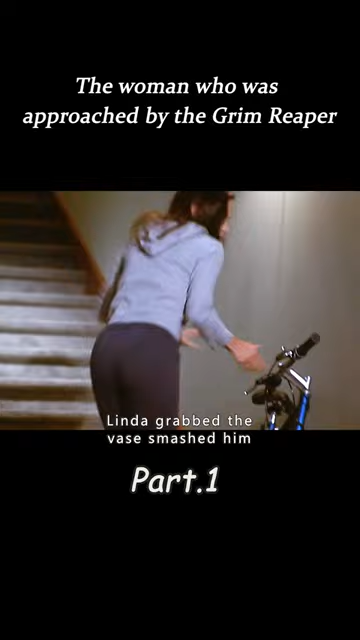 The woman who was
approached by the Grim Reaper
Linda grabbed the
vase smashed him
Part.1